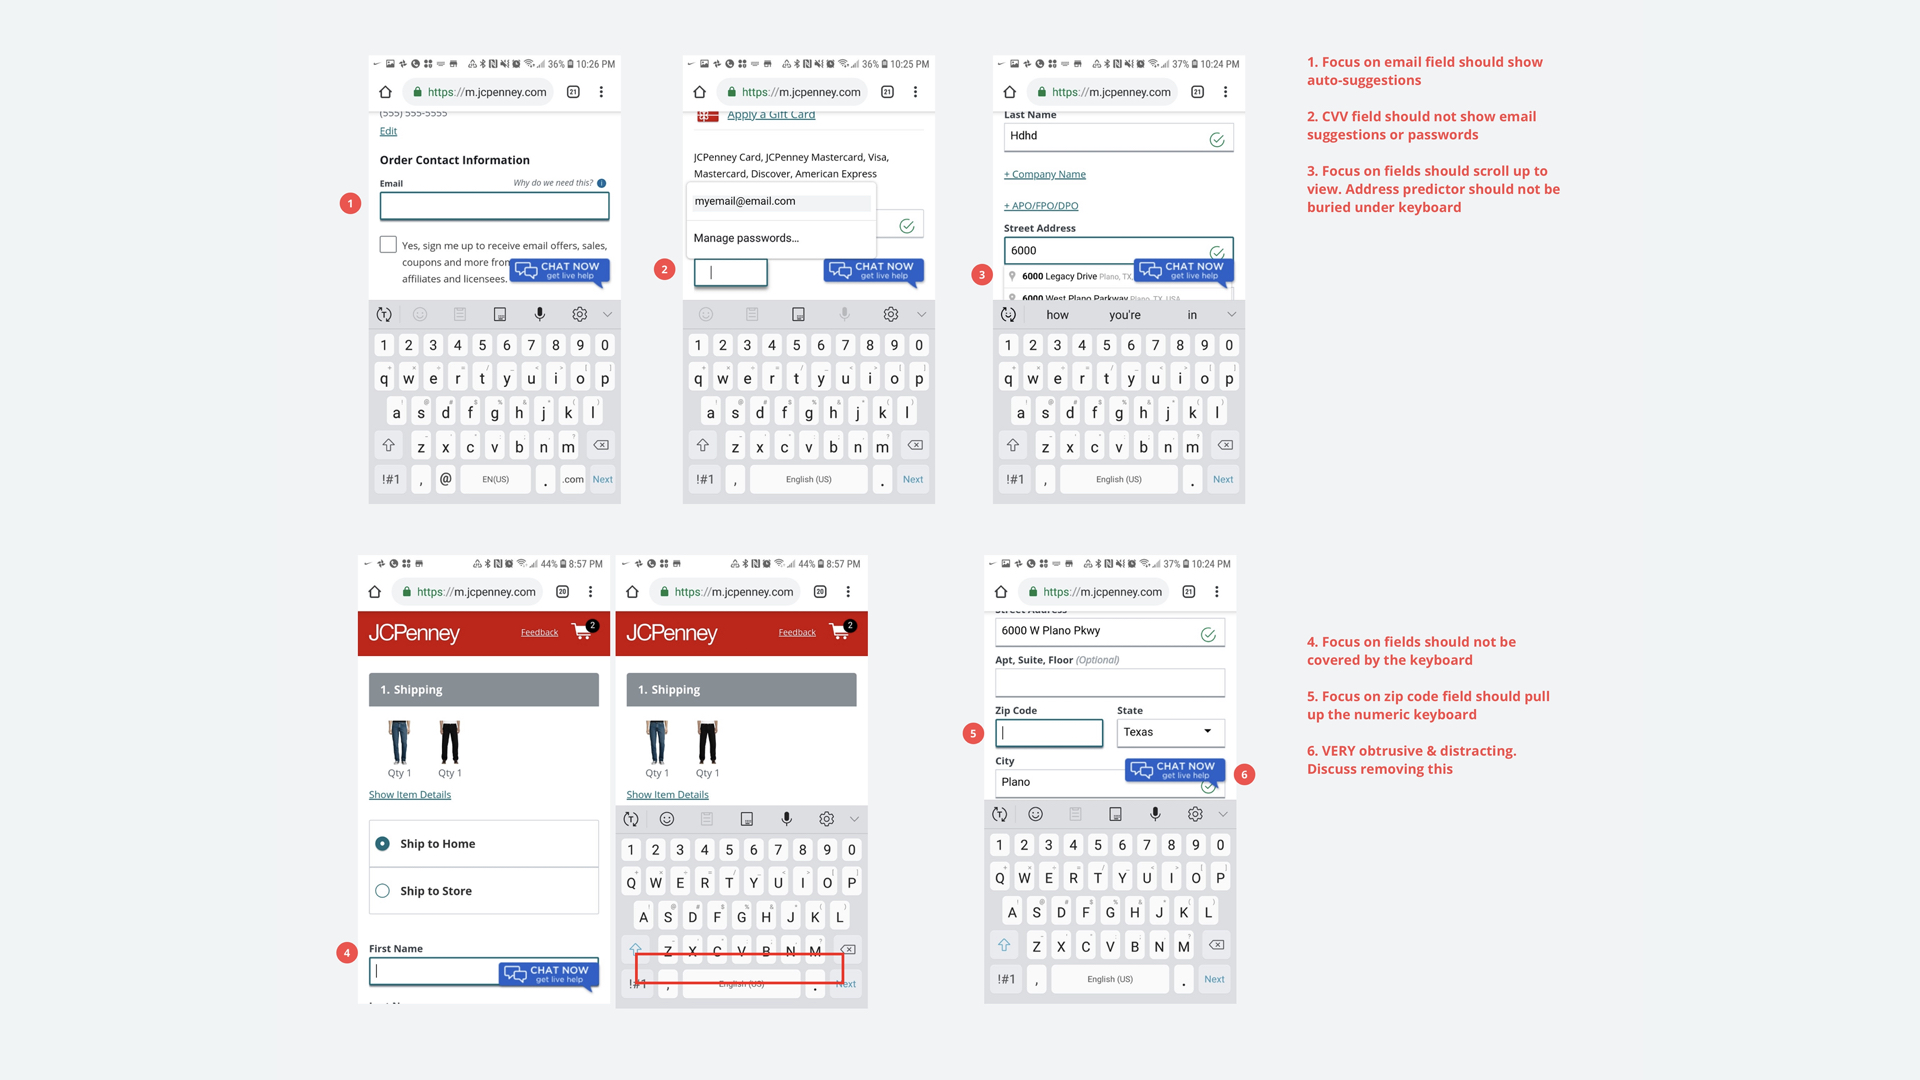 36% 10:26 PM
https://m.jcpenney.com 21
(555) 555-5555
Edit
Order Contact Information
Email Why do we need this? i
1
Yes, sign me up to receive email offers, sales,
coupons and more from
affiliates and licensees.
CHAT NOW
get live help
1 2 3 4 5 6 7 8 9 0
q w e r t y u i o p
a s d f g h j k l
z x c v b n m
!#1 , @ EN(US) . .com Next
36% 10:25 PM
https://m.jcpenney.com 21
Apply a Gift Card
JCPenney Card, JCPenney Mastercard, Visa,
Mastercard, Discover, American Express
myemail@email.com
Manage passwords...
2
CHAT NOW
get live help
1 2 3 4 5 6 7 8 9 0
q w e r t y u i o p
a s d f g h j k l
z x c v b n m
!#1 , English (US) . Next
37% 10:24 PM
https://m.jcpenney.com 21
Last Name
Hdhd
+ Company Name
+ APO/FPO/DPO
Street Address
6000
3
6000 Legacy Drive Plano, TX,
6000 West Plano Parkway Plano, TX, USA
CHAT NOW
get live help
how you're in
1 2 3 4 5 6 7 8 9 0
q w e r t y u i o p
a s d f g h j k l
z x c v b n m
!#1 , English (US) . Next
1. Focus on email field should show
auto-suggestions
2. CVV field should not show email
suggestions or passwords
3. Focus on fields should scroll up to
view. Address predictor should not be
buried under keyboard
44% 8:57 PM
https://m.jcpenney.com 20
JCPenney Feedback 2
1. Shipping
Qty 1 Qty 1
Show Item Details
Ship to Home
Ship to Store
First Name
4
CHAT NOW
get live help
44% 8:57 PM
https://m.jcpenney.com 20
JCPenney Feedback 2
1. Shipping
Qty 1 Qty 1
Show Item Details
1 2 3 4 5 6 7 8 9 0
Q W E R T Y U I O P
A S D F G H J K L
Z X C V B N M
!#1 , English (US) . Next
37% 10:24 PM
https://m.jcpenney.com 21
Street Address
6000 W Plano Pkwy
Apt, Suite, Floor (Optional)
Zip Code State
5
Texas
City
Plano
CHAT NOW
get live help
6
1 2 3 4 5 6 7 8 9 0
Q W E R T Y U I O P
A S D F G H J K L
Z X C V B N M
!#1 , English (US) . Next
4. Focus on fields should not be
covered by the keyboard
5. Focus on zip code field should pull
up the numeric keyboard
6. VERY obtrusive & distracting.
Discuss removing this